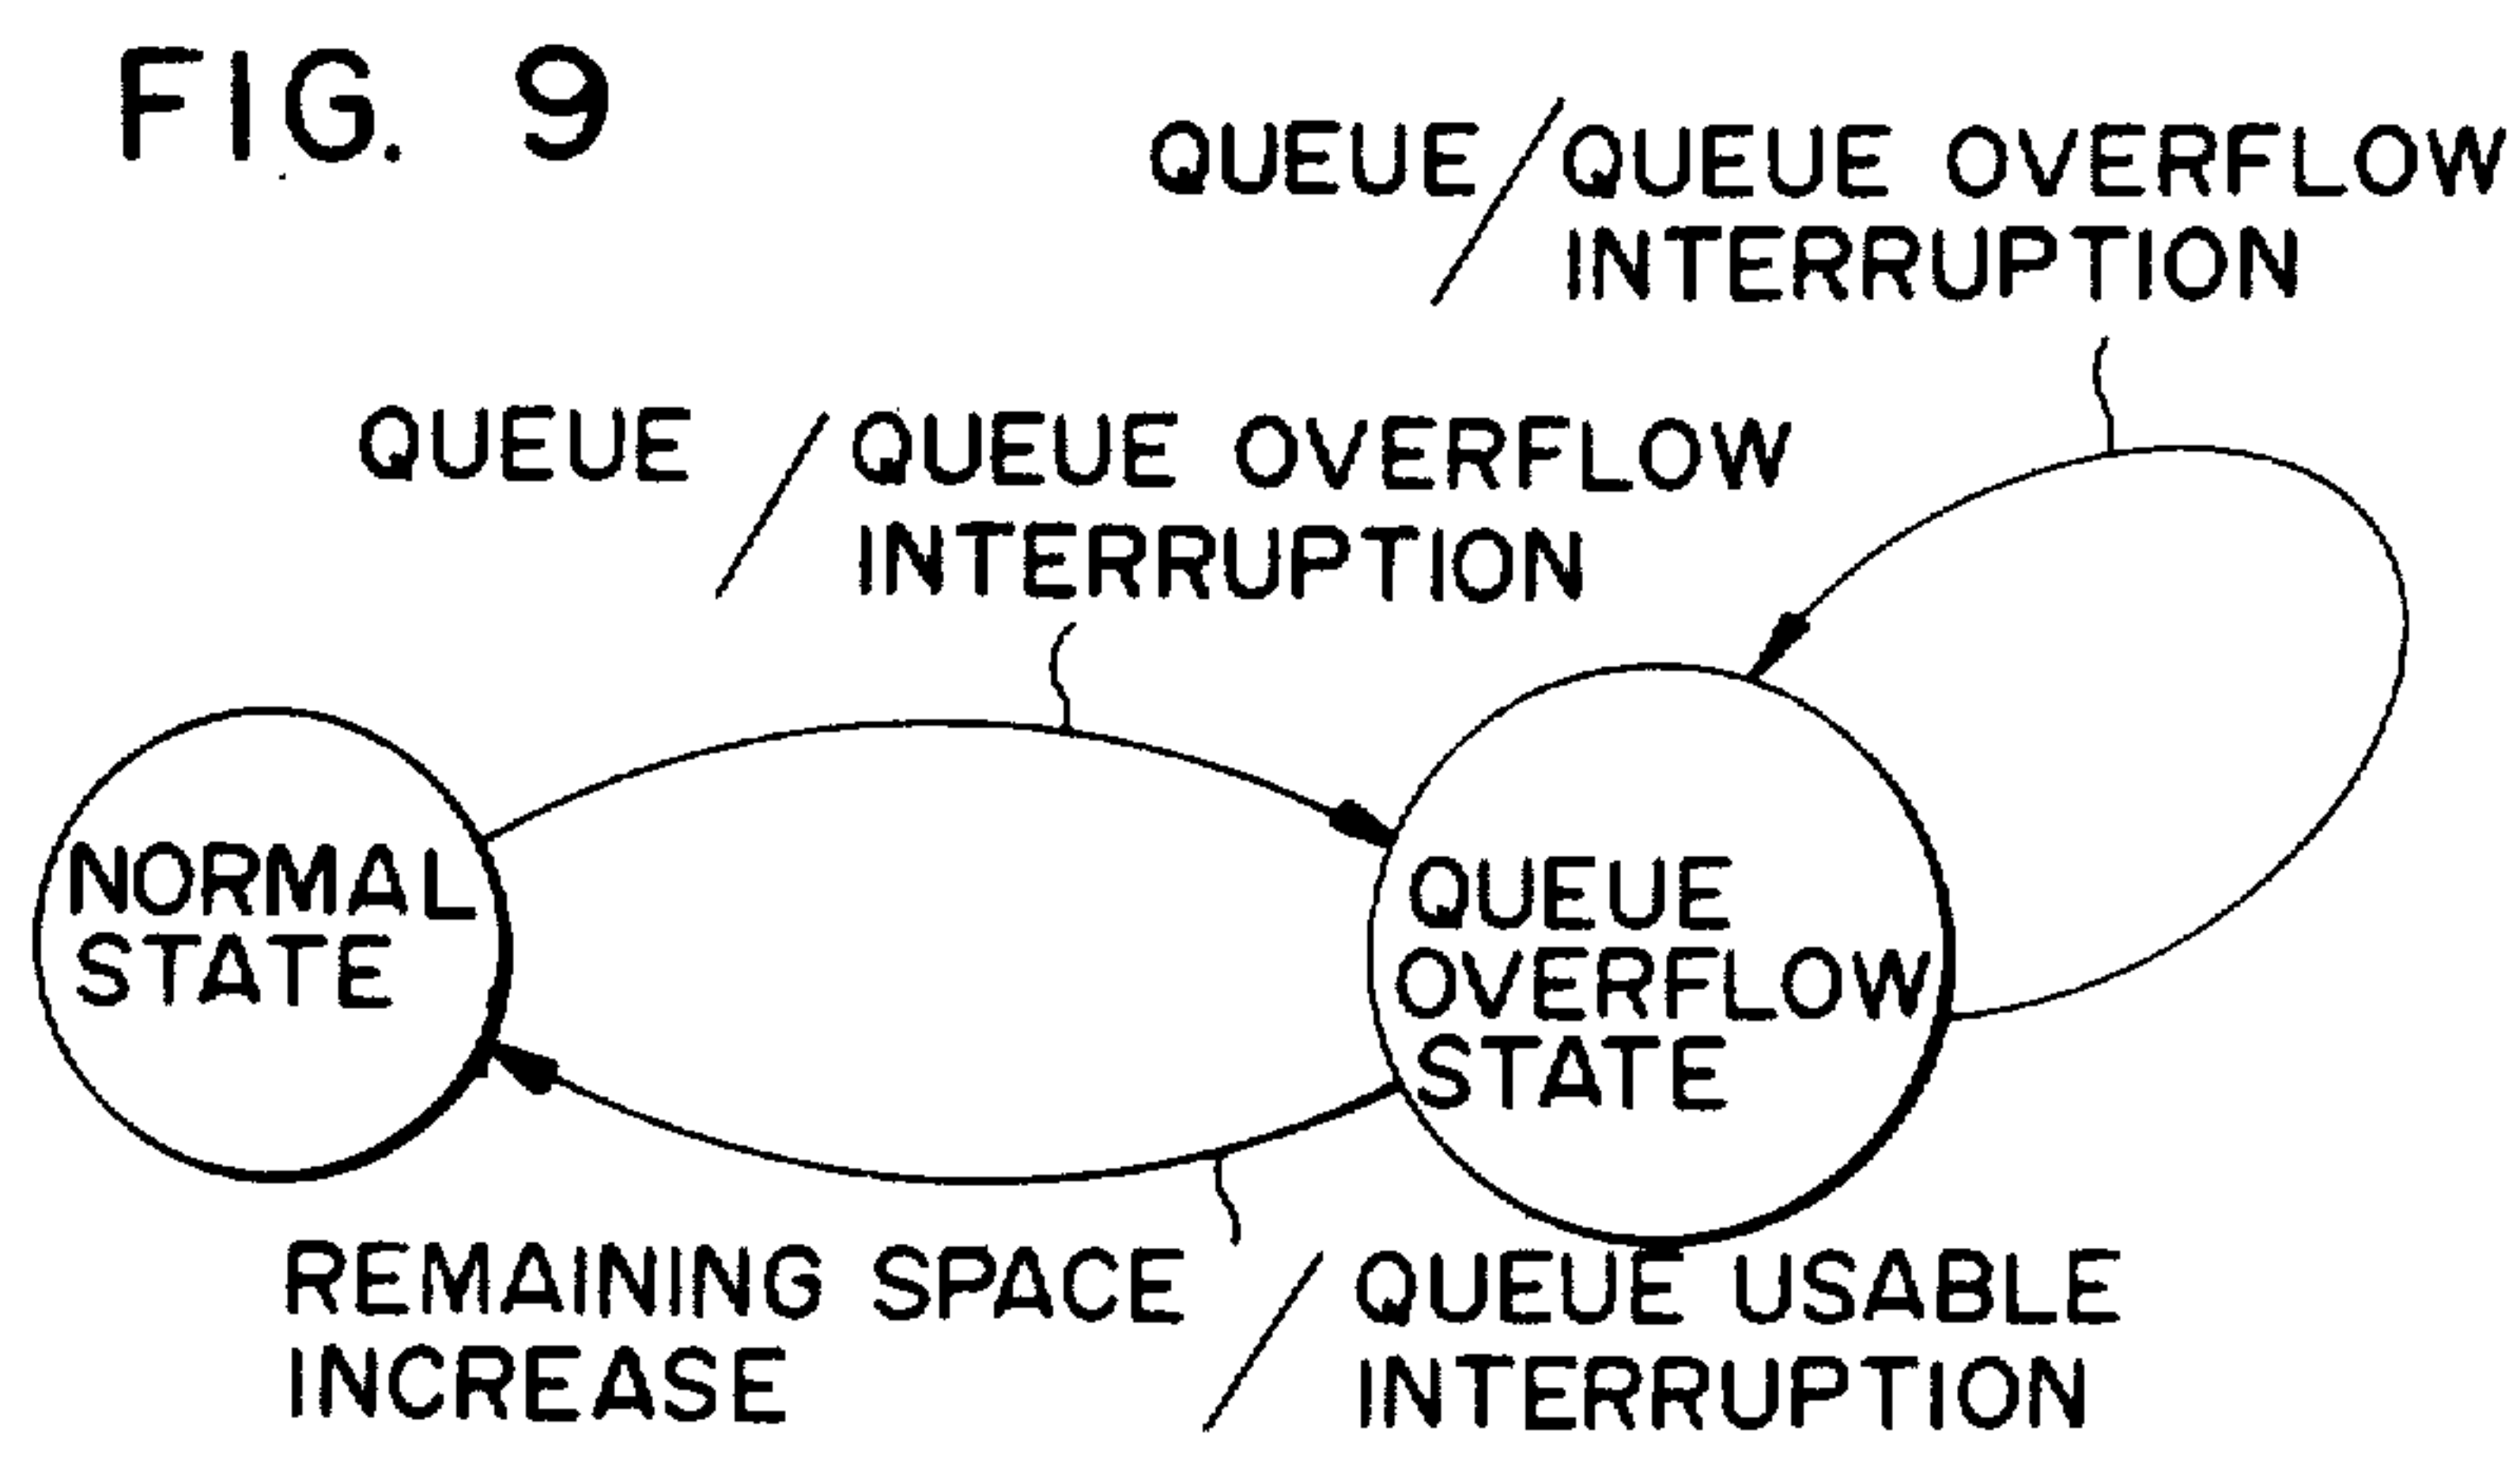 FIG. 9
QUEUE / QUEUE OVERFLOW
INTERRUPTION
QUEUE / QUEUE OVERFLOW
INTERRUPTION
NORMAL
STATE
QUEUE
OVERFLOW
STATE
REMAINING SPACE / QUEUE USABLE
INCREASE INTERRUPTION